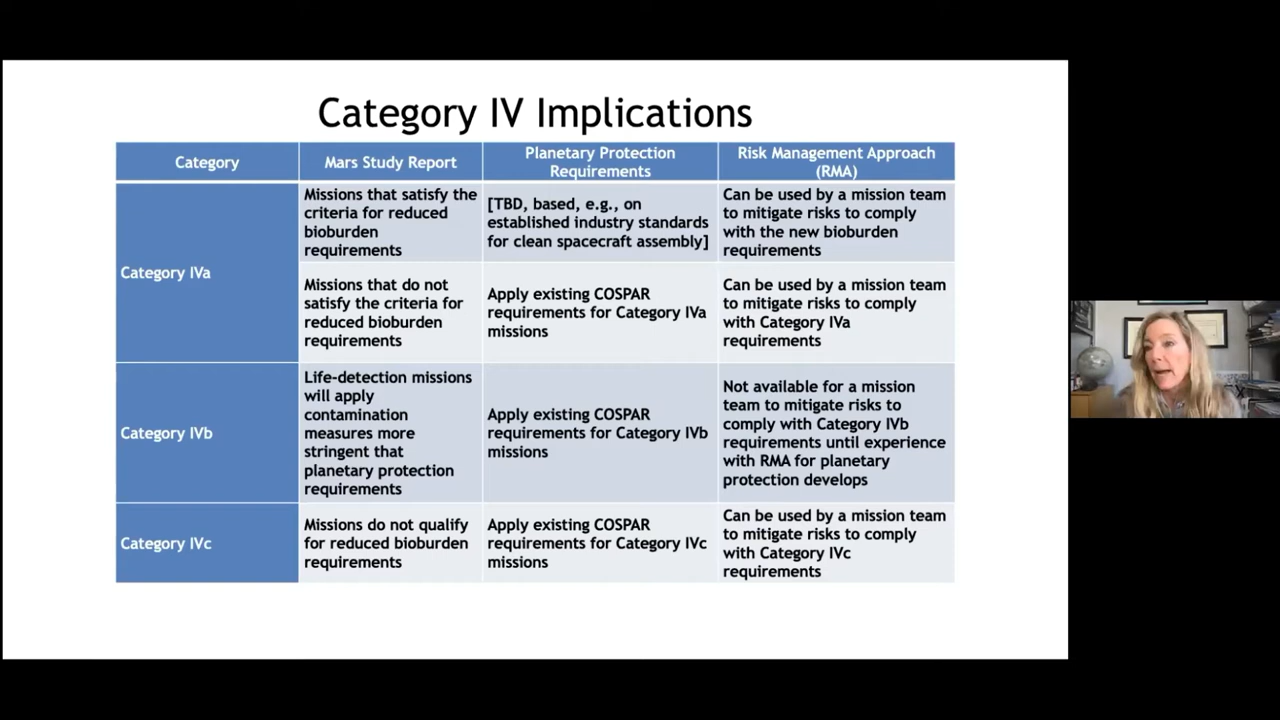 Category IV Implications
Category
Mars Study Report
Planetary Protection
Requirements
Risk Management Approach
(RMA)
Category IVa
Missions that satisfy the
criteria for reduced
bioburden
requirements
[TBD, based, e.g., on
established industry standards
for clean spacecraft assembly]
Can be used by a mission team
to mitigate risks to comply
with the new bioburden
requirements
Missions that do not
satisfy the criteria for
reduced bioburden
requirements
Apply existing COSPAR
requirements for Category IVa
missions
Can be used by a mission team
to mitigate risks to comply
with Category IVa
requirements
Category IVb
Life-detection missions
will apply
contamination
measures more
stringent that
planetary protection
requirements
Apply existing COSPAR
requirements for Category IVb
missions
Not available for a mission
team to mitigate risks to
comply with Category IVb
requirements until experience
with RMA for planetary
protection develops
Category IVc
Missions do not qualify
for reduced bioburden
requirements
Apply existing COSPAR
requirements for Category IVc
missions
Can be used by a mission team
to mitigate risks to comply
with Category IVc
requirements